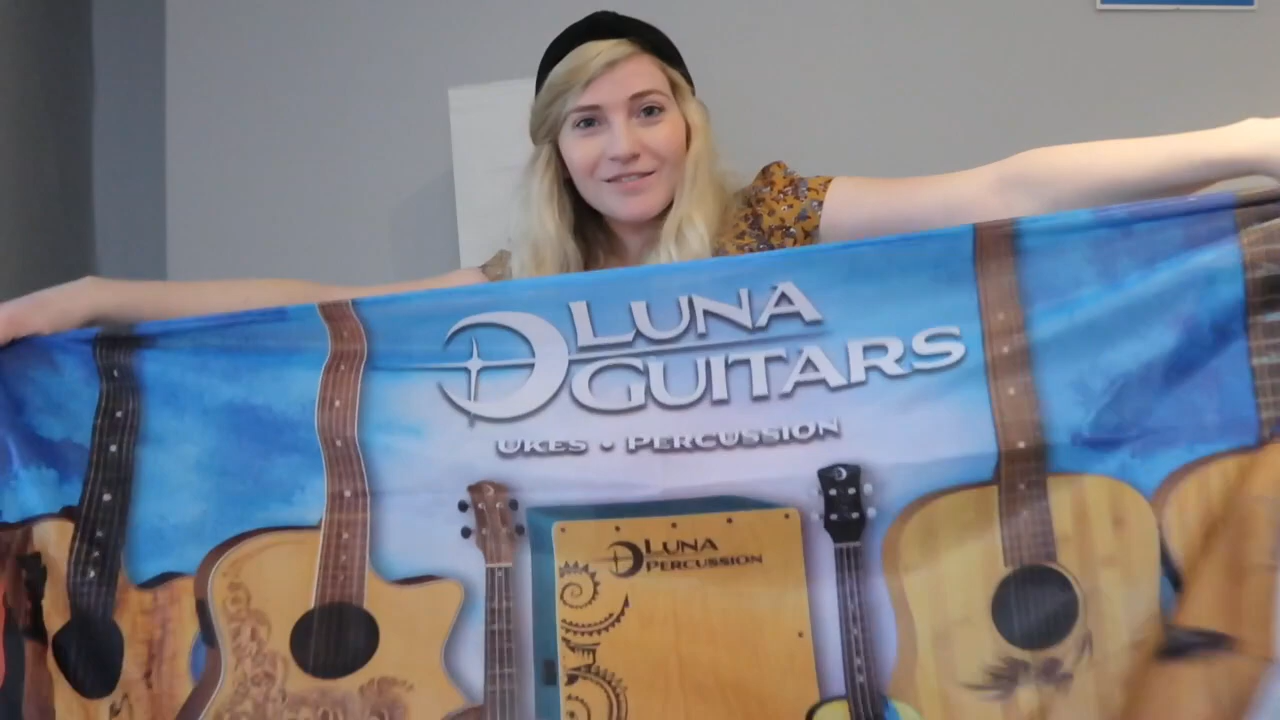 LUNA
GUITARS
UKES • PERCUSSION
LUNA
PERCUSSION